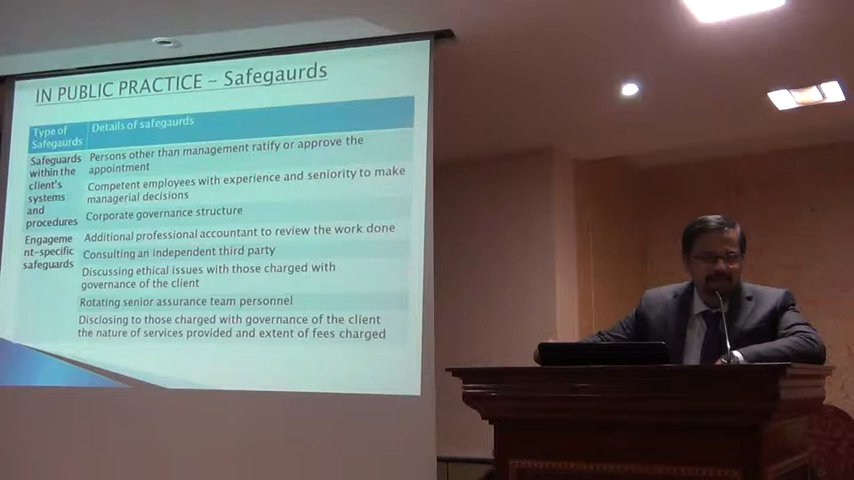 IN PUBLIC PRACTICE – Safegaurds
Type of
Safegaurds
Details of safegaurds
Safeguards
within the
client's
systems
and
procedures
Persons other than management ratify or approve the
appointment
Competent employees with experience and seniority to make
managerial decisions
Corporate governance structure
Engageme
nt-specific
safeguards
Additional professional accountant to review the work done
Consulting an independent third party
Discussing ethical issues with those charged with
governance of the client
Rotating senior assurance team personnel
Disclosing to those charged with governance of the client
the nature of services provided and extent of fees charged